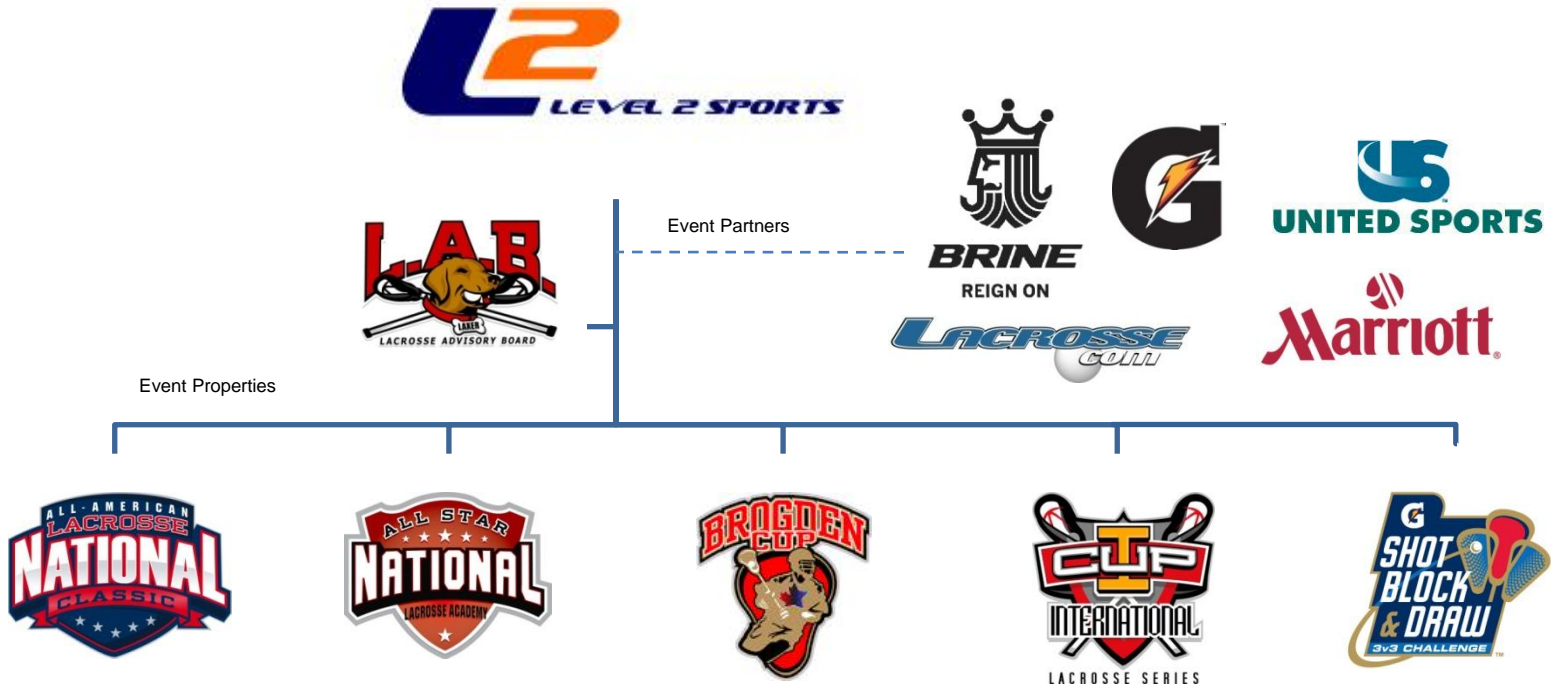 L2
LEVEL 2 SPORTS
L.A.B.
LAXER
LACROSSE ADVISORY BOARD
Event Partners
BRINE
REIGN ON
G
US
UNITED SPORTS
LACROSSE
COM
Marriott
Event Properties
ALL-AMERICAN
LACROSSE
NATIONAL
CLASSIC
ALL STAR
NATIONAL
LACROSSE ACADEMY
BROGDEN
CUP
I
CUP
INTERNATIONAL
LACROSSE SERIES
G
SHOT
BLOCK
& DRAW
3v3 CHALLENGE